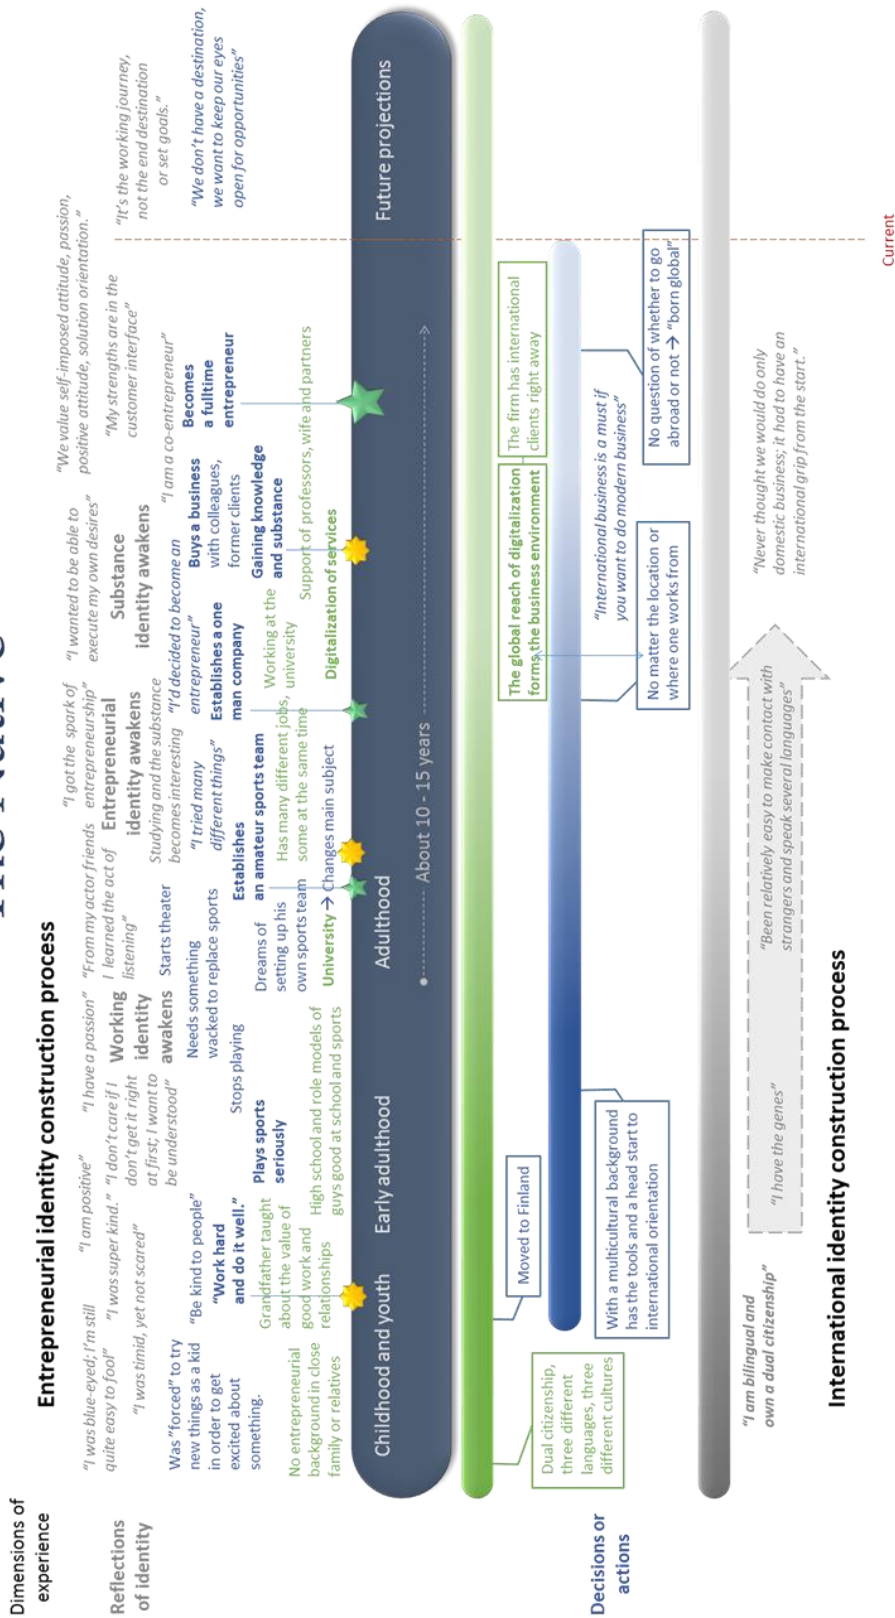 Dimensions of
experience
Entrepreneurial identity construction process
Reflections
of identity
“I was blue-eyed; I’m still
quite easy to fool”
“I was timid, yet not scared”
“I am positive”
“I was super kind.”
“I don’t care if I
don’t get it right
at first; I want to
be understood”
“I have a passion”
Working
identity
awakens
“From my actor friends
I learned the act of
listening”
“I got the spark of
entrepreneurship”
Entrepreneurial
identity awakens
Studying and the substance
becomes interesting
“I wanted to be able to
execute my own desires”
Substance
identity awakens
“We value self-imposed attitude, passion,
positive attitude, solution orientation.”
“My strengths are in the
customer interface”
“I am a co-entrepreneur”
“It’s the working journey,
not the end destination
or set goals.”
Was ”forced” to try
new things as a kid
in order to get
excited about
something.
“Be kind to people”
“Work hard
and do it well.”
Plays sports
seriously
Stops playing
Needs something
wacked to replace sports
Starts theater
Dreams of
setting up his
own sports team
Establishes
an amateur sports team
“I tried many
different things”
“I’d decided to become an
entrepreneur”
Establishes a one
man company
Buys a business
with colleagues,
former clients
Gaining knowledge
and substance
Becomes
a fulltime
entrepreneur
“We don’t have a destination,
we want to keep our eyes
open for opportunities”
No entrepreneurial
background in close
family or relatives
Grandfather taught
about the value of
good work and
relationships
High school and role models of
guys good at school and sports
University → Changes main subject
Has many different jobs,
some at the same time
Working at the
university
Digitalization of services
Support of professors, wife and partners
Childhood and youth
Early adulthood
Adulthood
Future projections
About 10 - 15 years
Dual citizenship,
three different
languages, three
different cultures
Moved to Finland
The global reach of digitalization
forms the business environment
The firm has international
clients right away
Decisions or
actions
With a multicultural background
has the tools and a head start to
international orientation
“International business is a must if
you want to do modern business”
No matter the location or
where one works from
No question of whether to go
abroad or not → “born global”
“I am bilingual and
own a dual citizenship”
“I have the genes”
“Been relatively easy to make contact with
strangers and speak several languages”
“Never thought we would do only
domestic business; it had to have an
international grip from the start.”
International identity construction process
Current